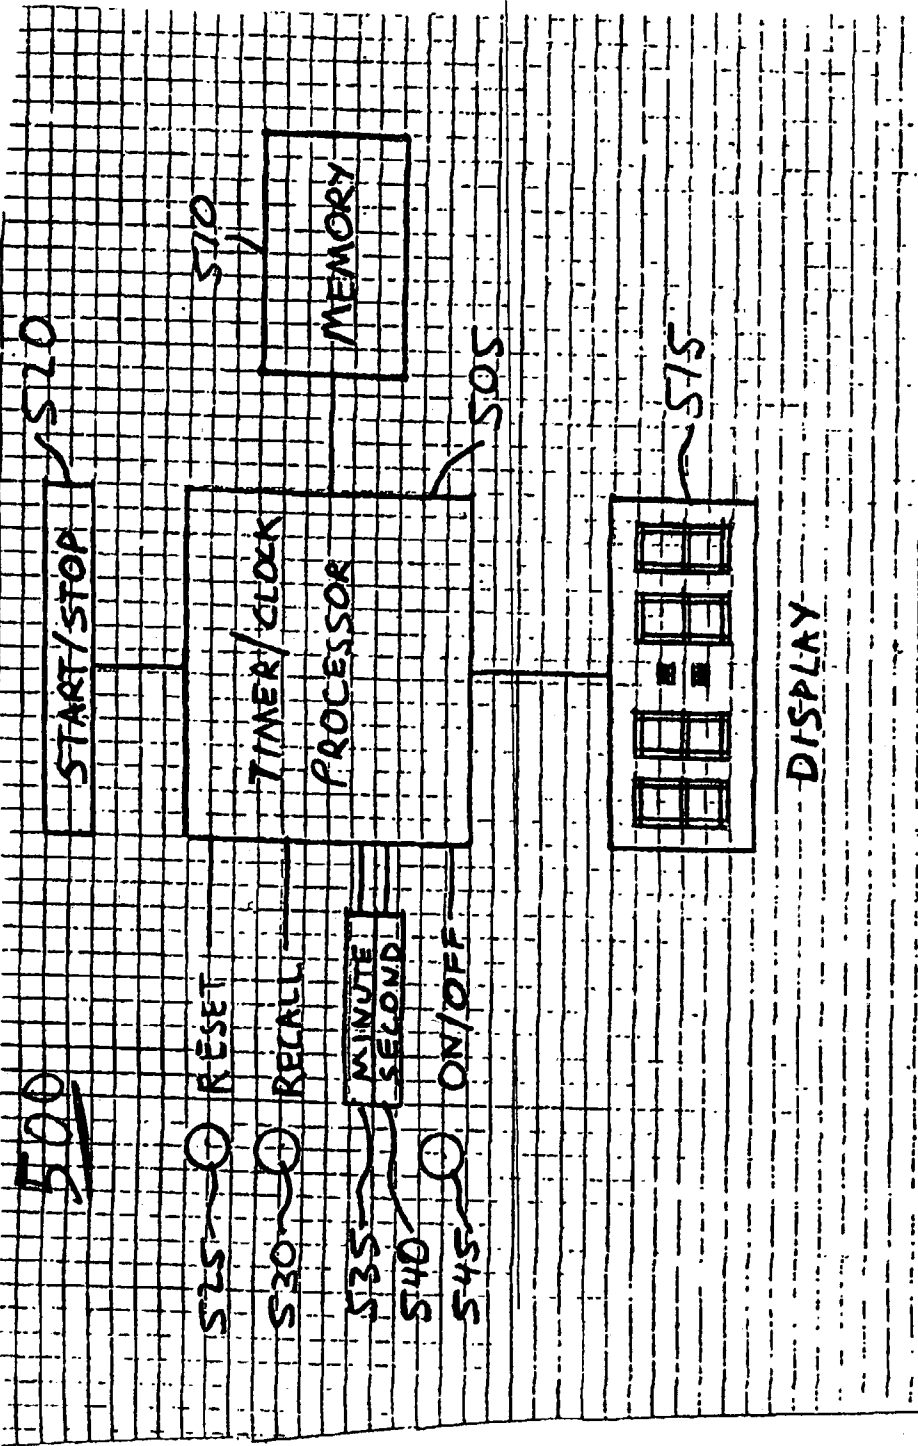 500
START/STOP
520
525
RESET
530
RECALL
TIMER/CLOCK
PROCESSOR
510
MEMORY
535
MINUTE
540
SECOND
545
ON/OFF
505
515
DISPLAY